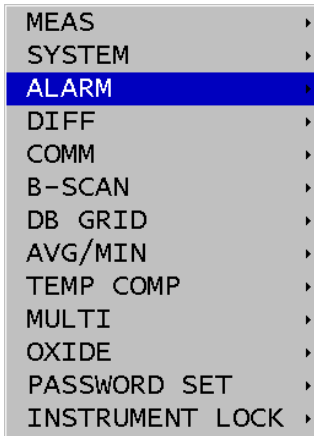 MEAS
SYSTEM
ALARM
DIFF
COMM
B-SCAN
DB GRID
AVG/MIN
TEMP COMP
MULTI
OXIDE
PASSWORD SET
INSTRUMENT LOCK